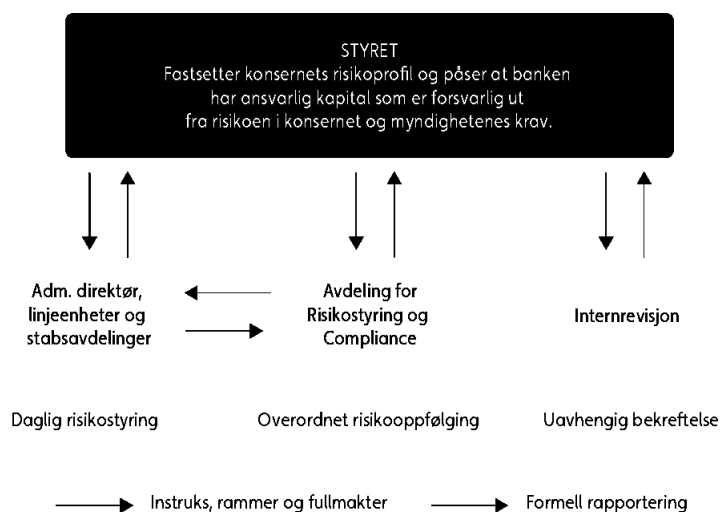 STYRET
Fastsetter konsernets risikoprofil og påser at banken
har ansvarlig kapital som er forsvarlig ut
fra risikoen i konsernet og myndighetenes krav.
Adm. direktør,
linjeenheter og
stabsavdelinger
Avdeling for
Risikostyring og
Compliance
Internrevisjon
Daglig risikostyring
Overordnet risikooppfølging
Uavhengig bekreftelse
Instruks, rammer og fullmakter
Formell rapportering